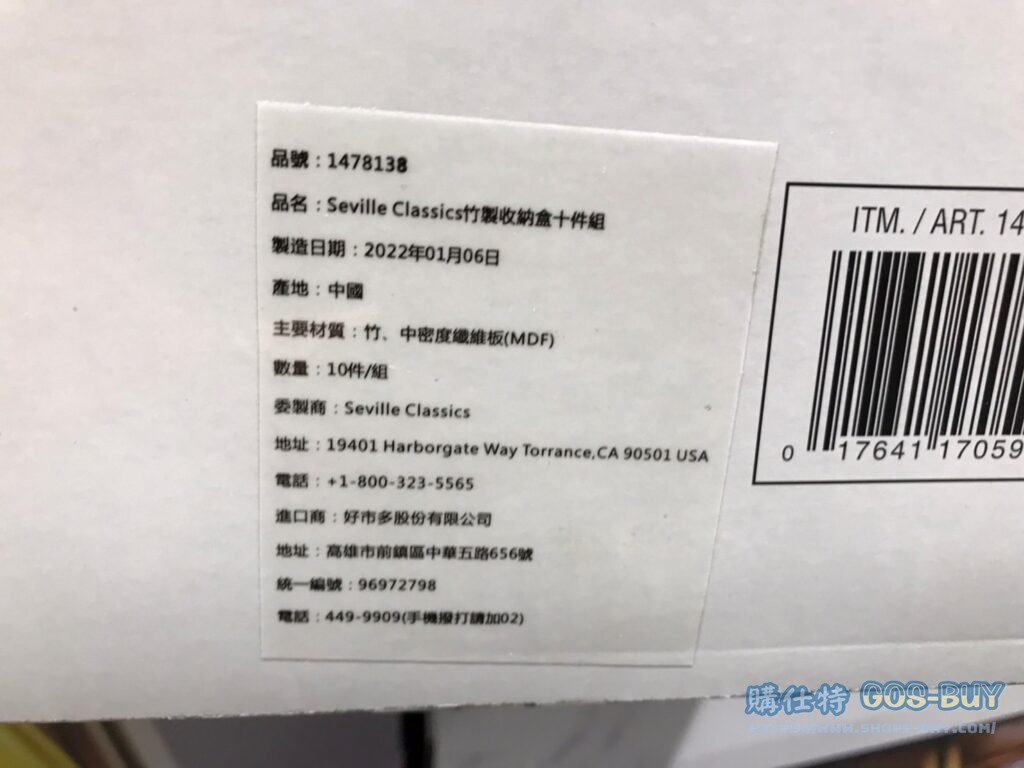 品號：1478138
品名：Seville Classics竹製收納盒十件組
製造日期：2022年01月06日
產地：中國
主要材質：竹、中密度纖維板(MDF)
數量：10件/組
委製商：Seville Classics
地址：19401 Harborgate Way Torrance,CA 90501 USA
電話：+1-800-323-5565
進口商：好市多股份有限公司
地址：高雄市前鎮區中華五路656號
統一編號：96972798
電話：449-9909(手機撥打請加02)
ITM. / ART. 14
0 17641 17059
購仕特 GOS-BUY